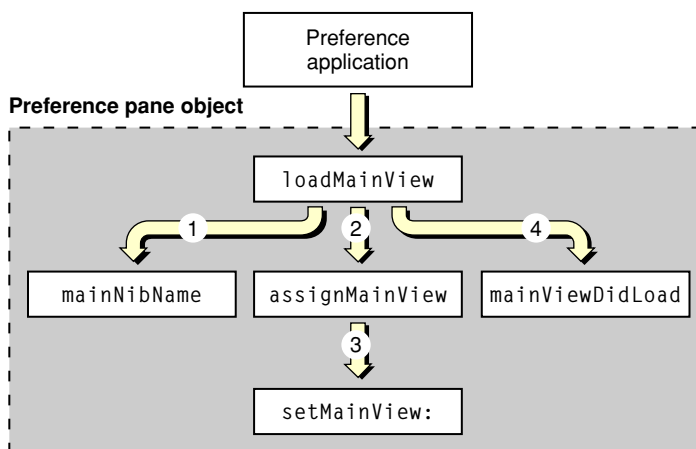 Preference
application
Preference pane object
loadMainView
1
2
4
mainNibName
assignMainView
mainViewDidLoad
3
setMainView: